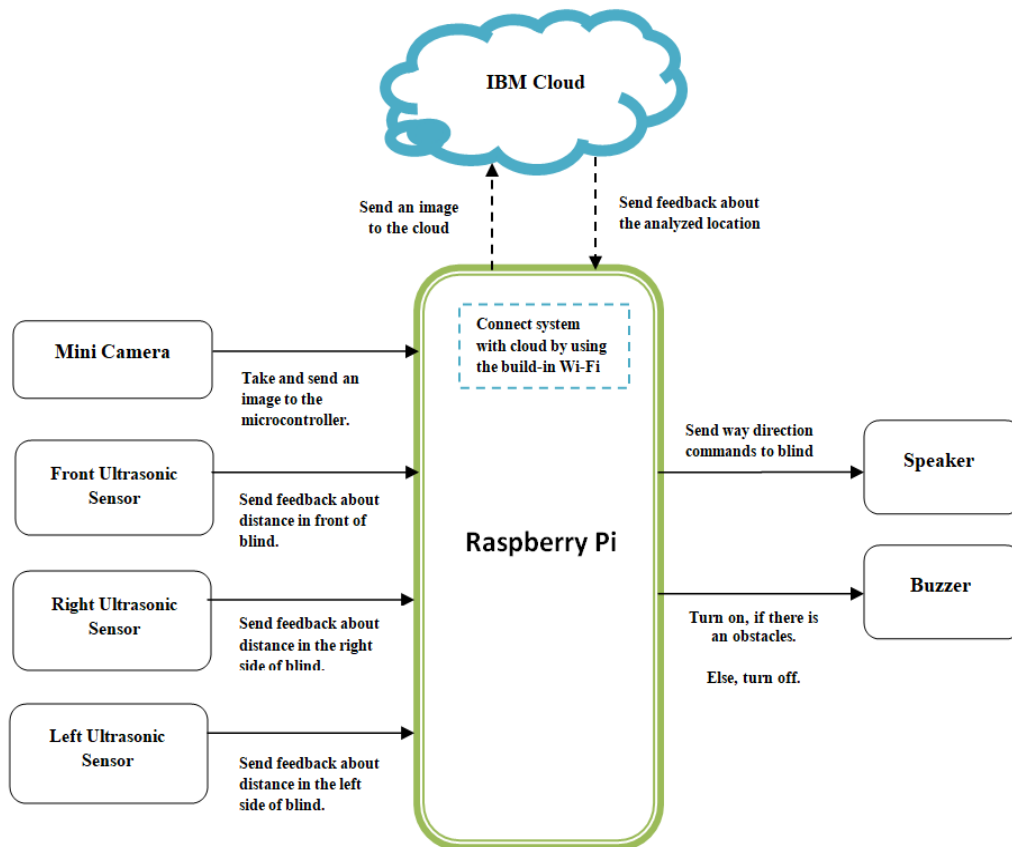 IBM Cloud
Send an image
to the cloud
Send feedback about
the analyzed location
Connect system
with cloud by using
the build-in Wi-Fi
Mini Camera
Take and send an
image to the
microcontroller.
Front Ultrasonic
Sensor
Send feedback about
distance in front of
blind.
Right Ultrasonic
Sensor
Send feedback about
distance in the right
side of blind.
Left Ultrasonic
Sensor
Send feedback about
distance in the left
side of blind.
Raspberry Pi
Send way direction
commands to blind
Speaker
Buzzer
Turn on, if there is
an obstacles.
Else, turn off.